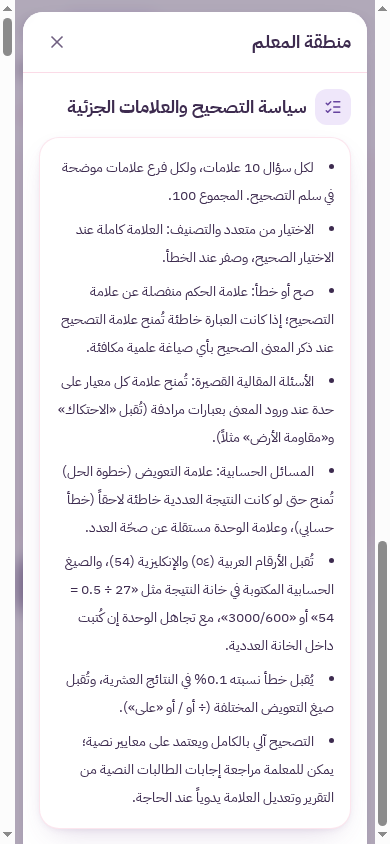 منطقة المعلم
سياسة التصحيح والعلامات الجزئية
• لكل سؤال 10 علامات، ولكل فرع علامات موضحة
في سلم التصحيح. المجموع 100.
• الاختيار من متعدد والتصنيف: العلامة كاملة عند
الاختيار الصحيح، وصفر عند الخطأ.
• صح أو خطأ: علامة الحكم منفصلة عن علامة
التصحيح؛ إذا كانت العبارة خاطئة تُمنح علامة التصحيح
عند ذكر المعنى الصحيح بأي صياغة علمية مكافئة.
• الأسئلة المقالية القصيرة: تُمنح علامة كل معيار على
حدة عند ورود المعنى بعبارات مرادفة (تُقبل «الاحتكاك»
و«مقاومة الأرض» مثلاً).
• المسائل الحسابية: علامة التعويض (خطوة الحل)
تُمنح حتى لو كانت النتيجة العددية خاطئة لاحقاً (خطأ
حسابي)، وعلامة الوحدة مستقلة عن صحّة العدد.
• تُقبل الأرقام العربية (٥٤) والإنكليزية (54)، والصيغ
الحسابية المكتوبة في خانة النتيجة مثل «27 ÷ 0.5 =
54» أو «3000/600»، مع تجاهل الوحدة إن كُتبت
داخل الخانة العددية.
• يُقبل خطأ نسبته 0.1% في النتائج العشرية، وتُقبل
صيغ التعويض المختلفة (÷ أو / أو «على»).
• التصحيح آلي بالكامل ويعتمد على معايير نصية؛
يمكن للمعلمة مراجعة إجابات الطالبات النصية من
التقرير وتعديل العلامة يدوياً عند الحاجة.